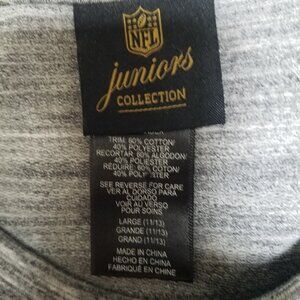 NFL
juniors
COLLECTION
TRIM: 60% COTTON/
40% POLYESTER
RECORTAR: 60% ALGODON/
40% POLIESTER
RÉDUIRE: 60% COTON/
40% POLYESTER
SEE REVERSE FOR CARE
VER AL DORSO PARA
CUIDADO
VOIR AU VERSO
POUR SOINS
LARGE (11/13)
GRANDE (11/13)
GRAND (11/13)
MADE IN CHINA
HECHO EN CHINA
FABRIQUÉ EN CHINE